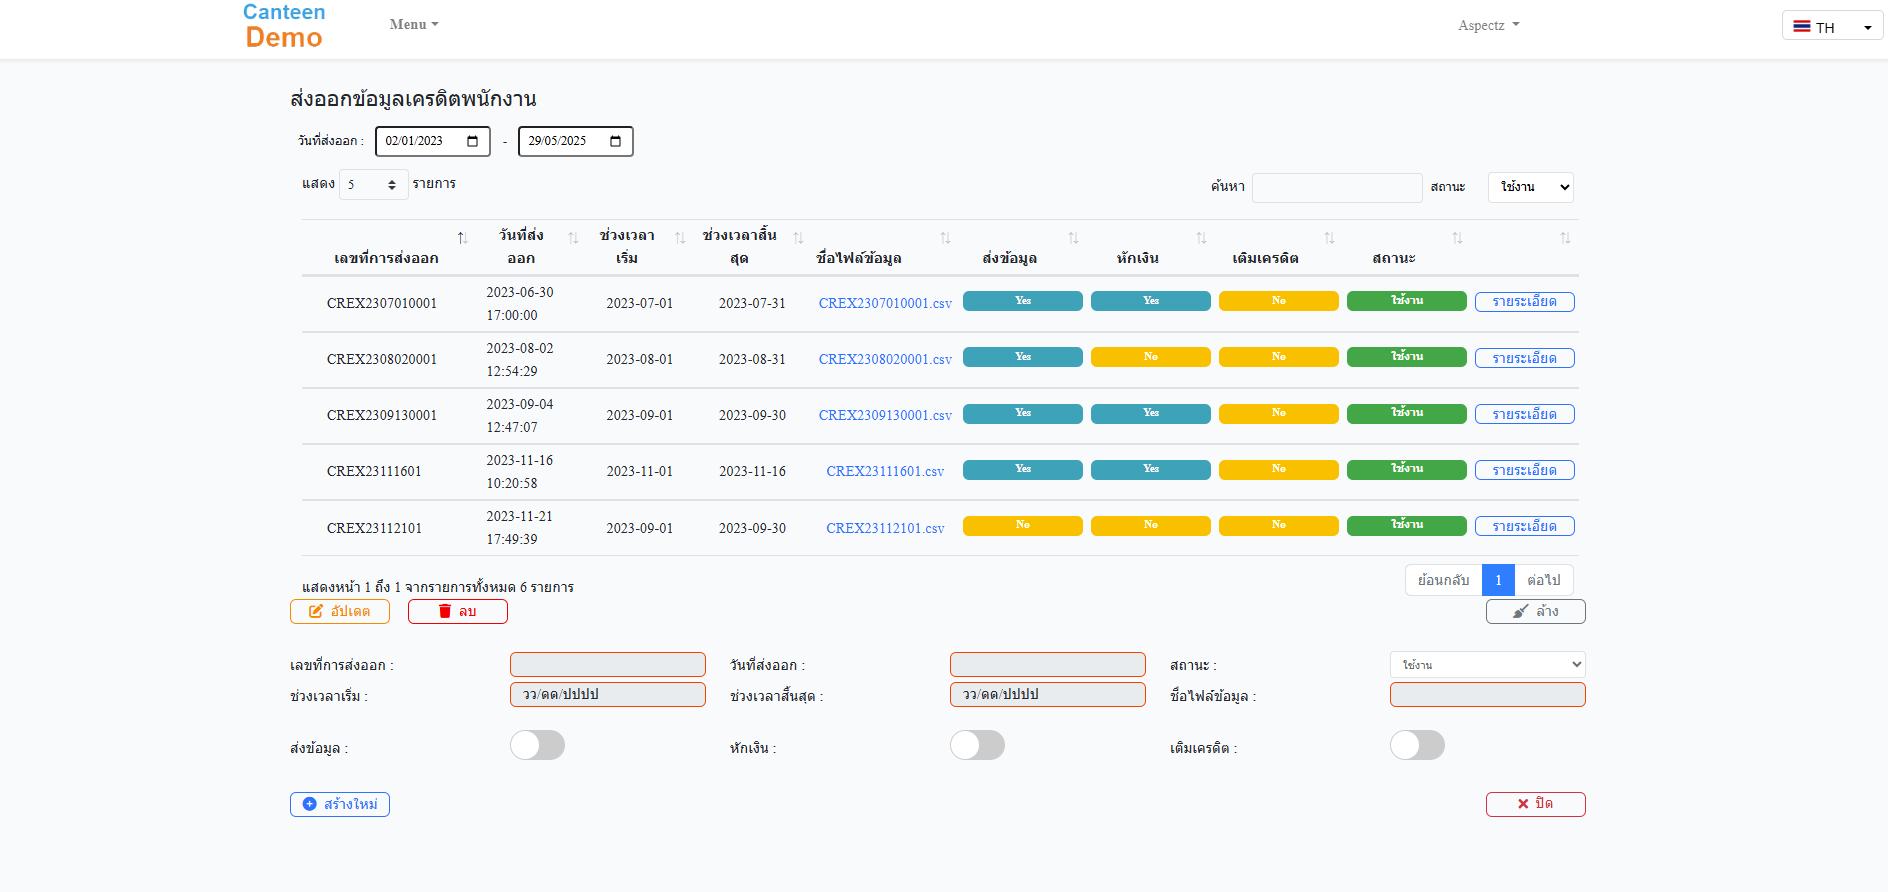 Canteen
Demo
Menu
Aspectz
TH
ส่งออกข้อมูลเครดิตพนักงาน
วันที่ส่งออก : 02/01/2023 - 29/05/2025
แสดง 5 รายการ
ค้นหา สถานะ ใช้งาน
เลขที่การส่งออก วันที่ส่งออก ช่วงเวลาเริ่ม ช่วงเวลาสิ้นสุด ชื่อไฟล์ข้อมูล ส่งข้อมูล หักเงิน เติมเครดิต สถานะ
CREX2307010001 2023-06-30 17:00:00 2023-07-01 2023-07-31 CREX2307010001.csv Yes Yes No ใช้งาน รายระเอียด
CREX2308020001 2023-08-02 12:54:29 2023-08-01 2023-08-31 CREX2308020001.csv Yes No No ใช้งาน รายระเอียด
CREX2309130001 2023-09-04 12:47:07 2023-09-01 2023-09-30 CREX2309130001.csv Yes Yes No ใช้งาน รายระเอียด
CREX23111601 2023-11-16 10:20:58 2023-11-01 2023-11-16 CREX23111601.csv Yes Yes No ใช้งาน รายระเอียด
CREX23112101 2023-11-21 17:49:39 2023-09-01 2023-09-30 CREX23112101.csv No No No ใช้งาน รายระเอียด
แสดงหน้า 1 ถึง 1 จากรายการทั้งหมด 6 รายการ
ย้อนกลับ 1 ต่อไป
อัปเดต ลบ ล้าง
เลขที่การส่งออก : วันที่ส่งออก : สถานะ : ใช้งาน
ช่วงเวลาเริ่ม : วว/ดด/ปปปป ช่วงเวลาสิ้นสุด : วว/ดด/ปปปป ชื่อไฟล์ข้อมูล :
ส่งข้อมูล : หักเงิน : เติมเครดิต :
สร้างใหม่ ปิด